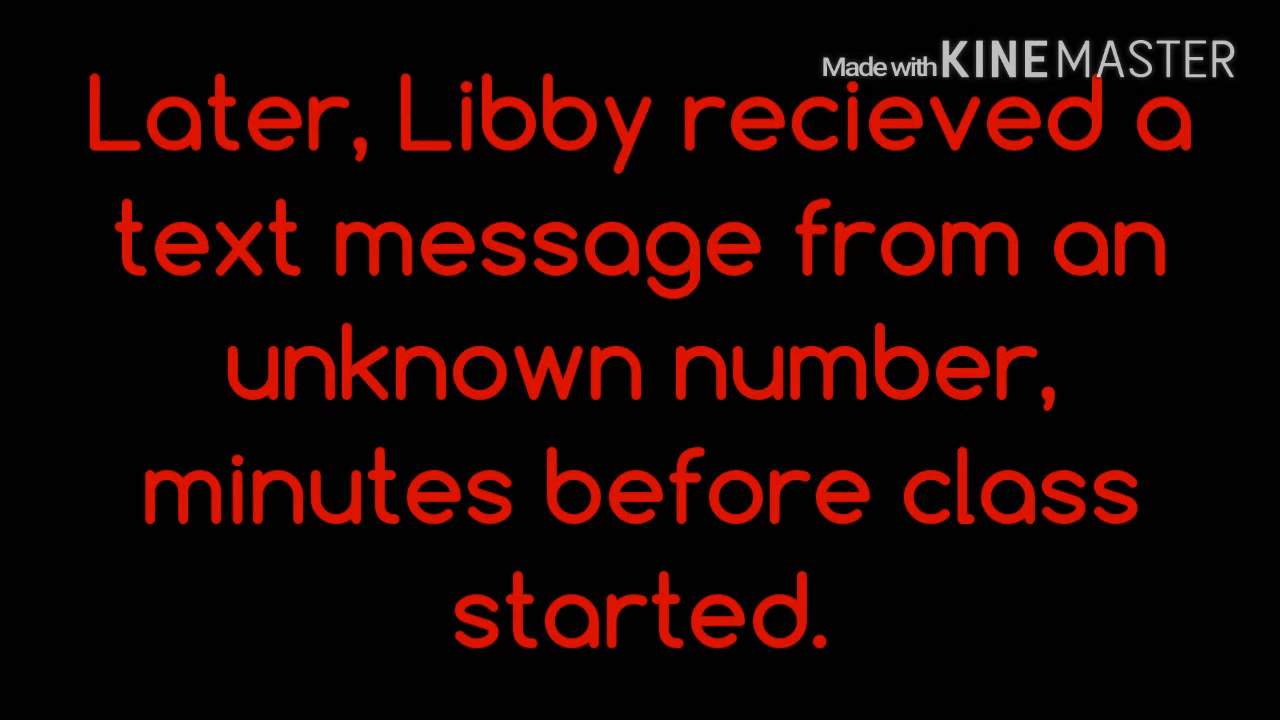 Made with KINEMASTER
Later, Libby recieved a
text message from an
unknown number,
minutes before class
started.